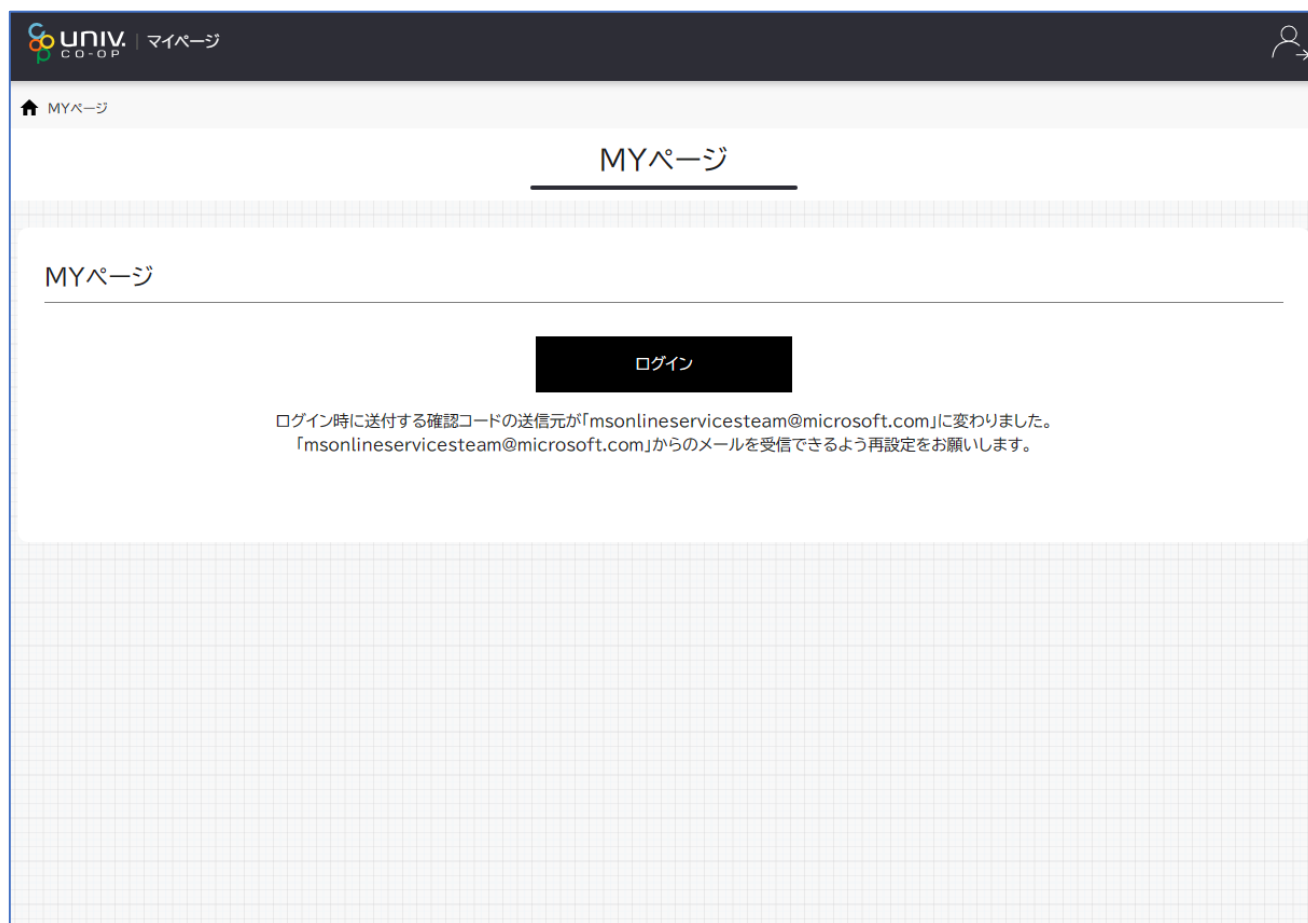 UNIV. CO-OP マイページ
MYページ
MYページ
MYページ
ログイン
ログイン時に送付する確認コードの送信元が「msonlineservicesteam@microsoft.com」に変わりました。
「msonlineservicesteam@microsoft.com」からのメールを受信できるよう再設定をお願いします。